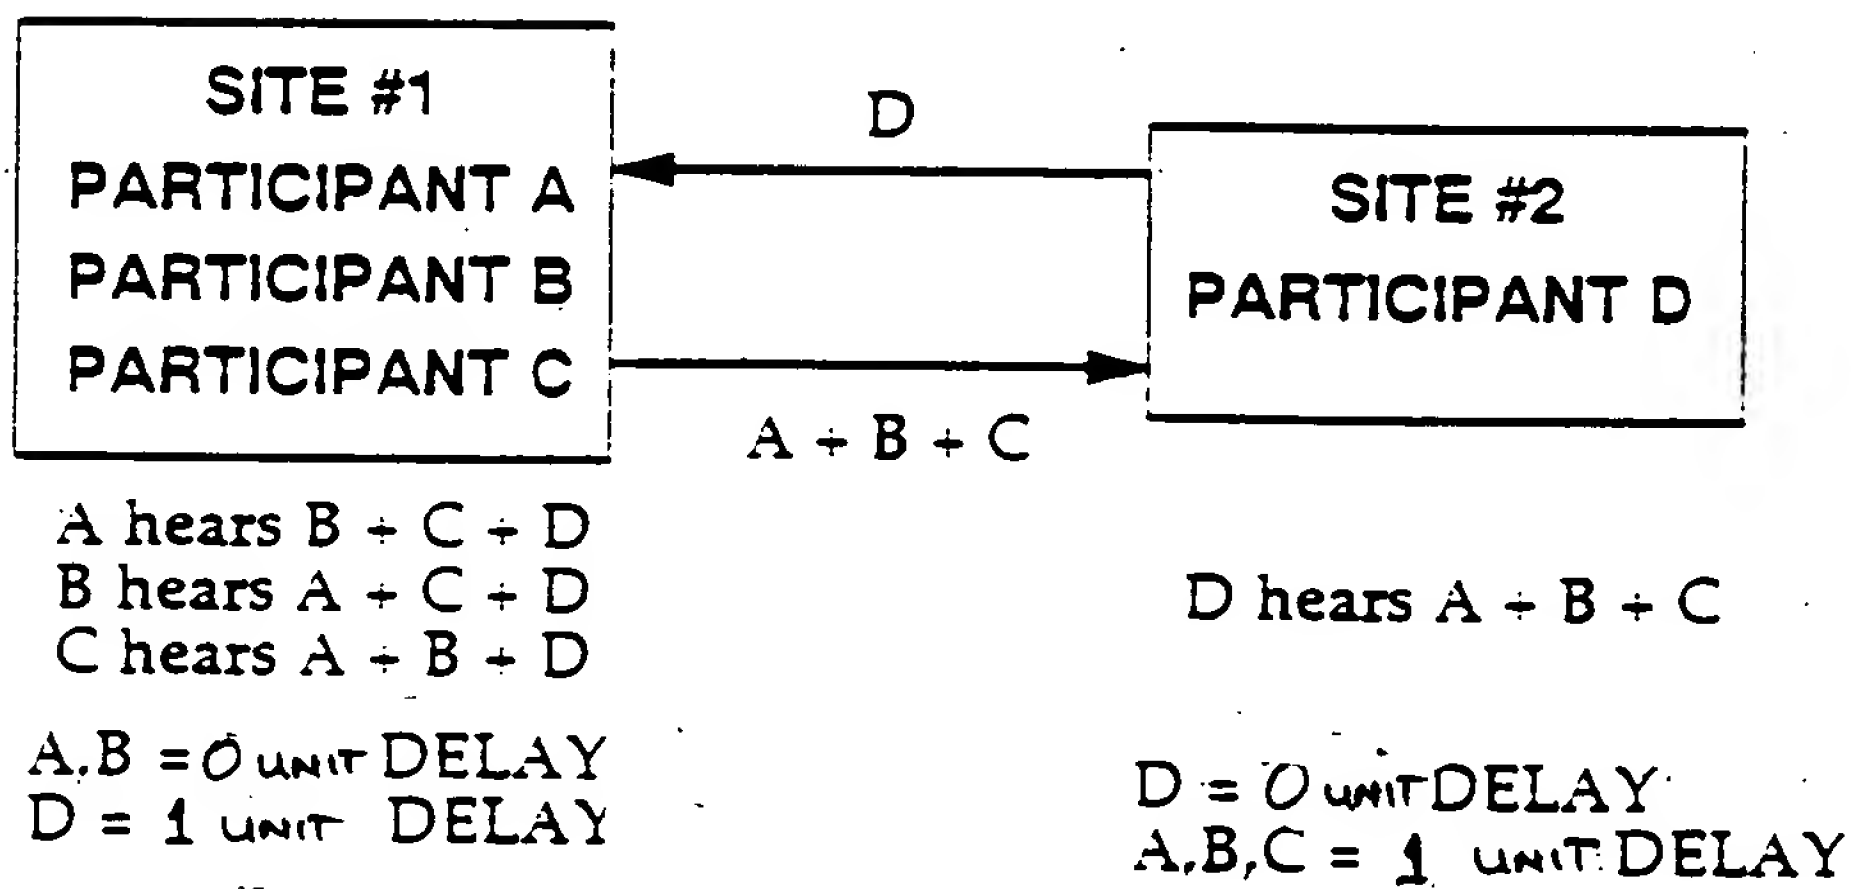 SITE #1
PARTICIPANT A
PARTICIPANT B
PARTICIPANT C
D
A + B + C
SITE #2
PARTICIPANT D
A hears B + C + D
B hears A + C + D
C hears A + B + D
D hears A + B + C
A,B = 0 UNIT DELAY
D = 1 UNIT DELAY
D = 0 UNIT DELAY
A,B,C = 1 UNIT DELAY